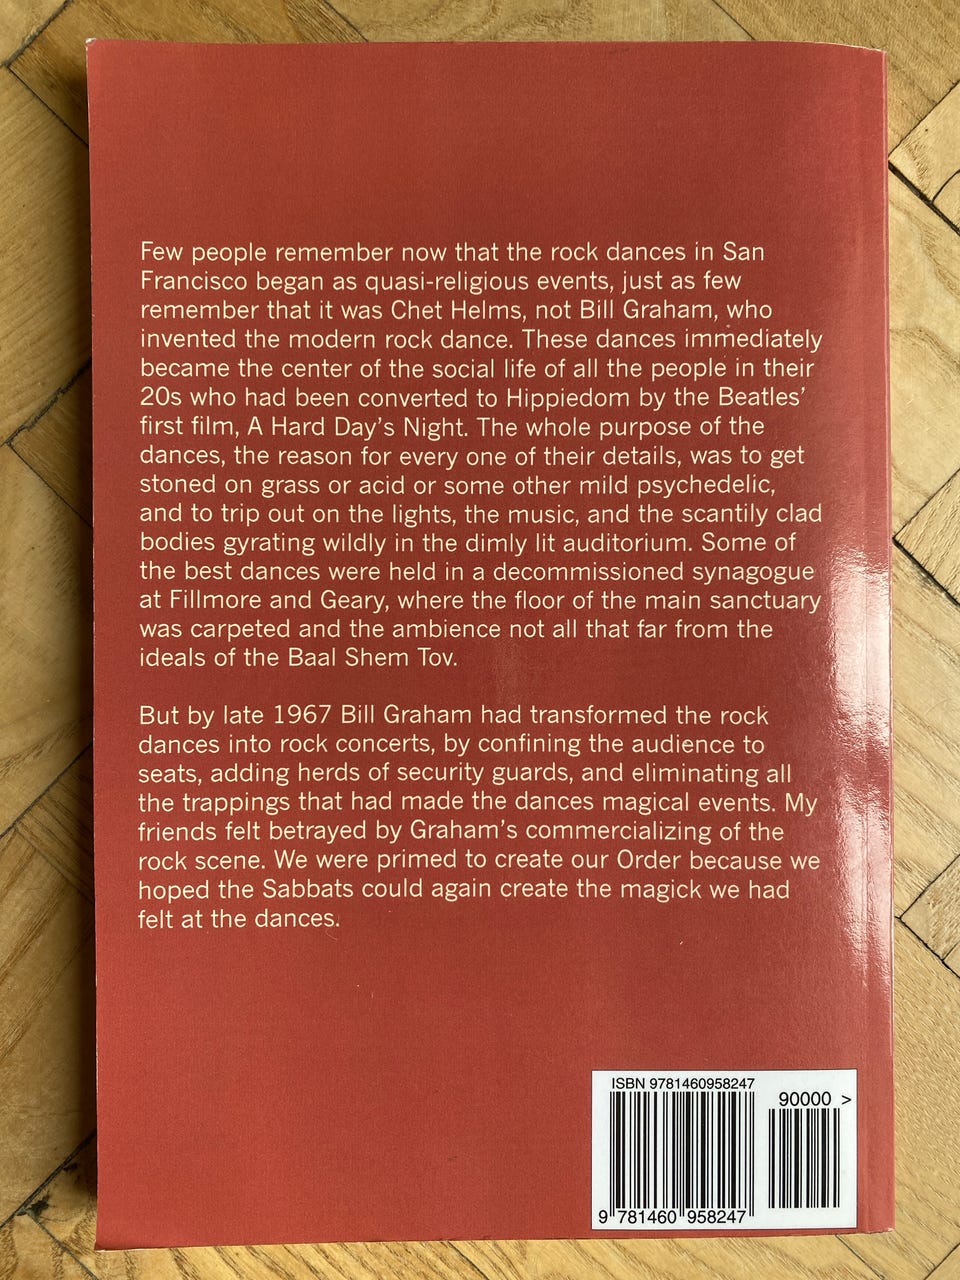 Few people remember now that the rock dances in San
Francisco began as quasi-religious events, just as few
remember that it was Chet Helms, not Bill Graham, who
invented the modern rock dance. These dances immediately
became the center of the social life of all the people in their
20s who had been converted to Hippiedom by the Beatles’
first film, A Hard Day’s Night. The whole purpose of the
dances, the reason for every one of their details, was to get
stoned on grass or acid or some other mild psychedelic,
and to trip out on the lights, the music, and the scantily clad
bodies gyrating wildly in the dimly lit auditorium. Some of
the best dances were held in a decommissioned synagogue
at Fillmore and Geary, where the floor of the main sanctuary
was carpeted and the ambience not all that far from the
ideals of the Baal Shem Tov.
But by late 1967 Bill Graham had transformed the rock
dances into rock concerts, by confining the audience to
seats, adding herds of security guards, and eliminating all
the trappings that had made the dances magical events. My
friends felt betrayed by Graham’s commercializing of the
rock scene. We were primed to create our Order because we
hoped the Sabbats could again create the magick we had
felt at the dances.
ISBN 9781460958247
90000 >
9 781460 958247